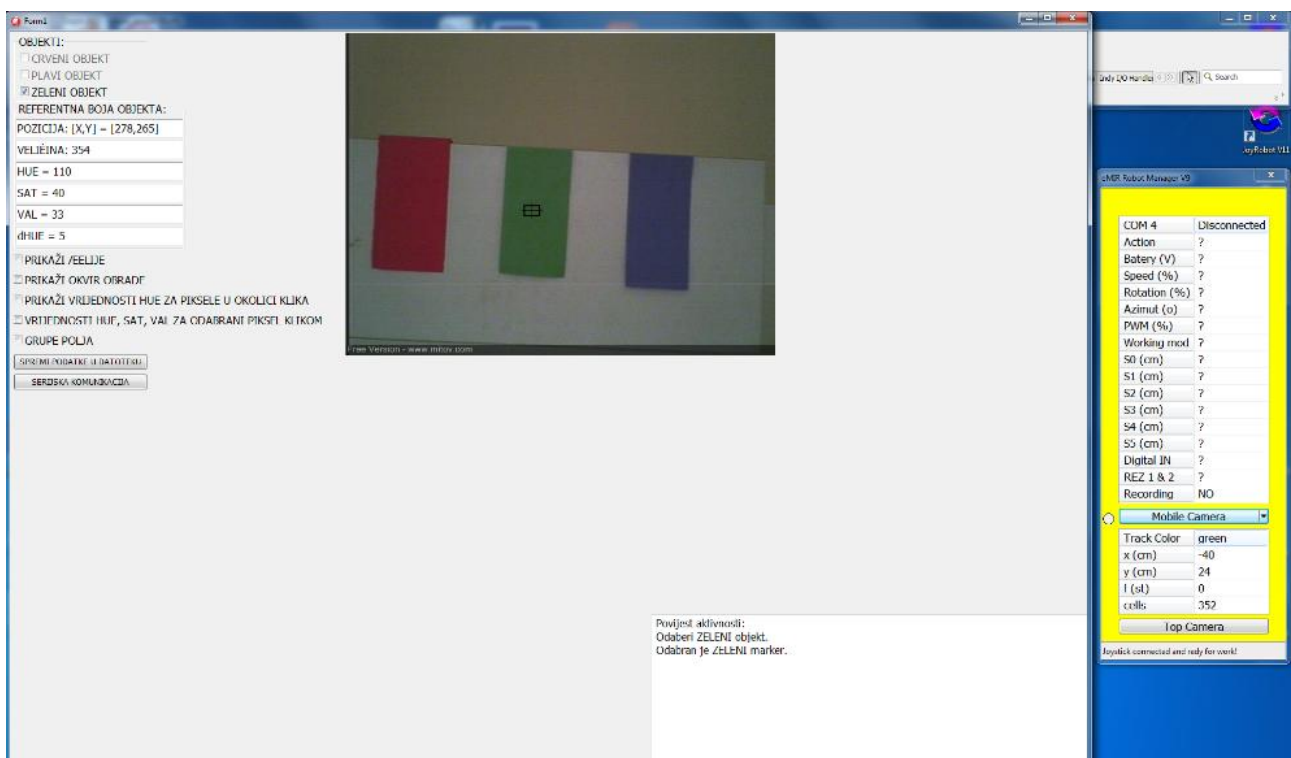 Form1
OBJEKTI:
CRVENI OBJEKT
PLAVI OBJEKT
ZELENI OBJEKT
REFERENTNA BOJA OBJEKTA:
POZICIJA: [X,Y] = [278,265]
VELIÈINA: 354
HUE = 110
SAT = 40
VAL = 33
dHUE = 5
PRIKAŽI
PRIKAŽI OKVIR OBRADE
PRIKAŽI VRIJEDNOSTI HUE ZA PIKSELE U OKOLICI KLIKA
VRIJEDNOSTI HUE, SAT, VAL ZA ODABRANI PIKSEL KLIKOM
GRUPE POLJA
SPREMI PODATKE U DATOTEKU
SERIJSKA KOMUNIKACIJA
Free Version -
Povijest aktivnosti:
Odaberi ZELENI objekt.
Odabran je ZELENI marker.
Indy I/O Handler
Search
JoyRobot V11
eMIR Robot Manager V9
COM 4 Disconnected
Action ?
Batery (V) ?
Speed (%) ?
Rotation (%) ?
Azimut (o) ?
PWM (%) ?
Working mod ?
S0 (cm) ?
S1 (cm) ?
S2 (cm) ?
S3 (cm) ?
S4 (cm) ?
S5 (cm) ?
Digital IN ?
REZ 1 & 2 ?
Recording NO
Mobile Camera
Track Color green
x (cm) -40
y (cm) 24
(st.) 0
cells 352
Top Camera
Joystick connected and redy for work!